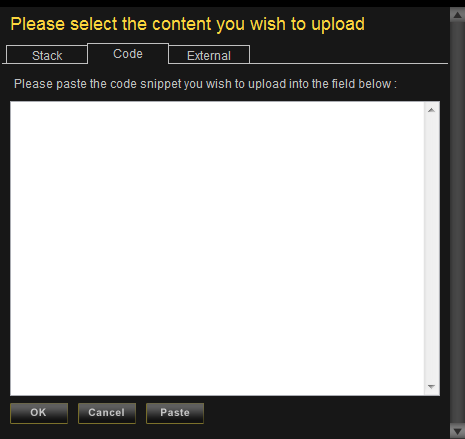 Please select the content you wish to upload
Stack Code External
Please paste the code snippet you wish to upload into the field below :
OK Cancel Paste